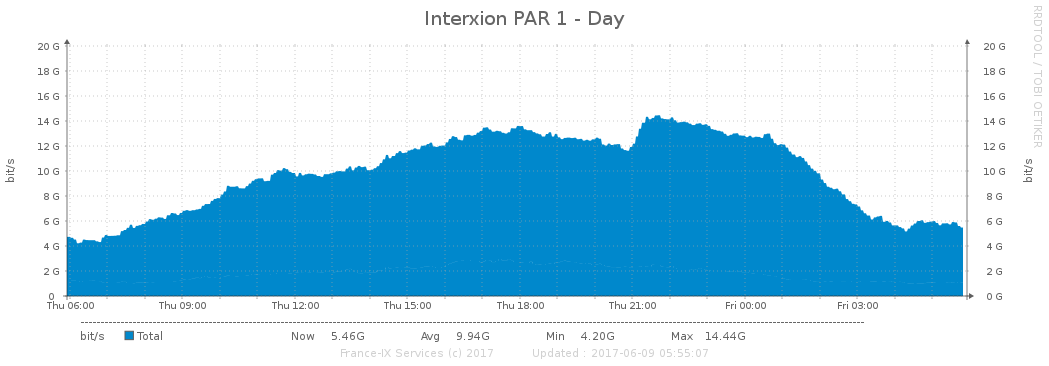 Interxion PAR 1 - Day
RRDTOOL / TOBI OETIKER
20 G 20 G
18 G 18 G
16 G 16 G
14 G 14 G
12 G 12 G
10 G 10 G
8 G 8 G
6 G 6 G
4 G 4 G
2 G 2 G
0 0 G
bit/s
bit/s
Thu 06:00 Thu 09:00 Thu 12:00 Thu 15:00 Thu 18:00 Thu 21:00 Fri 00:00 Fri 03:00
bit/s Total Now 5.46G Avg 9.94G Min 4.20G Max 14.44G
France-IX Services (c) 2017 Updated : 2017-06-09 05:55:07